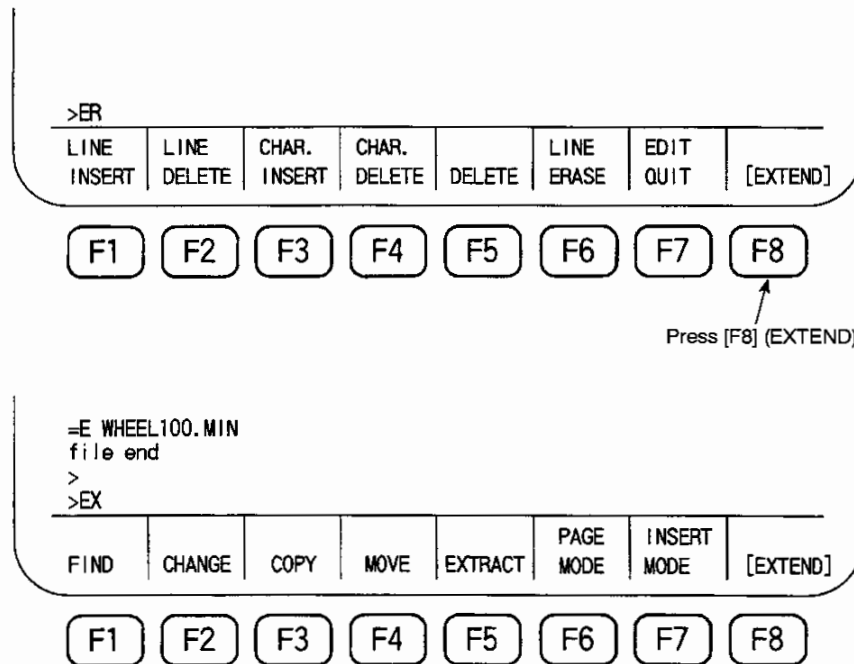 >ER
LINE INSERT LINE DELETE CHAR. INSERT CHAR. DELETE DELETE LINE ERASE EDIT QUIT [EXTEND]
F1 F2 F3 F4 F5 F6 F7 F8
Press [F8] (EXTEND)
=E WHEEL100.MIN
file end
>
>EX
FIND CHANGE COPY MOVE EXTRACT PAGE MODE INSERT MODE [EXTEND]
F1 F2 F3 F4 F5 F6 F7 F8